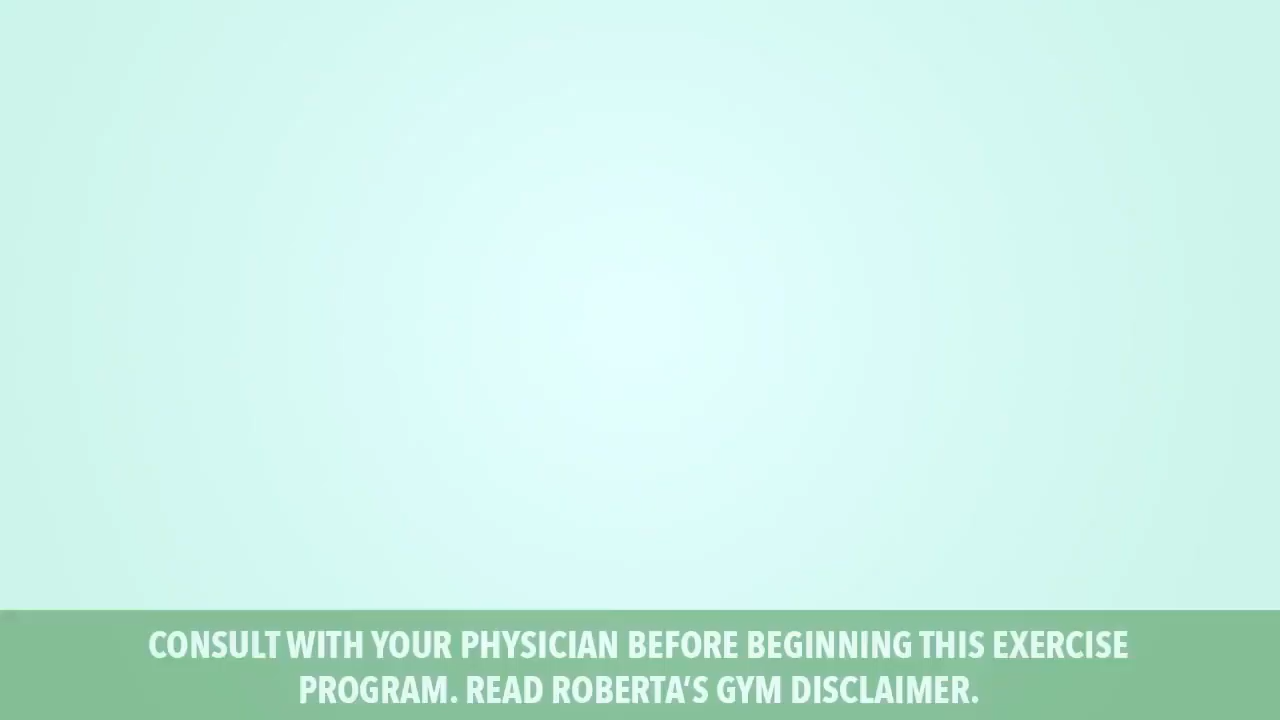 CONSULT WITH YOUR PHYSICIAN BEFORE BEGINNING THIS EXERCISE
PROGRAM. READ ROBERTA’S GYM DISCLAIMER.